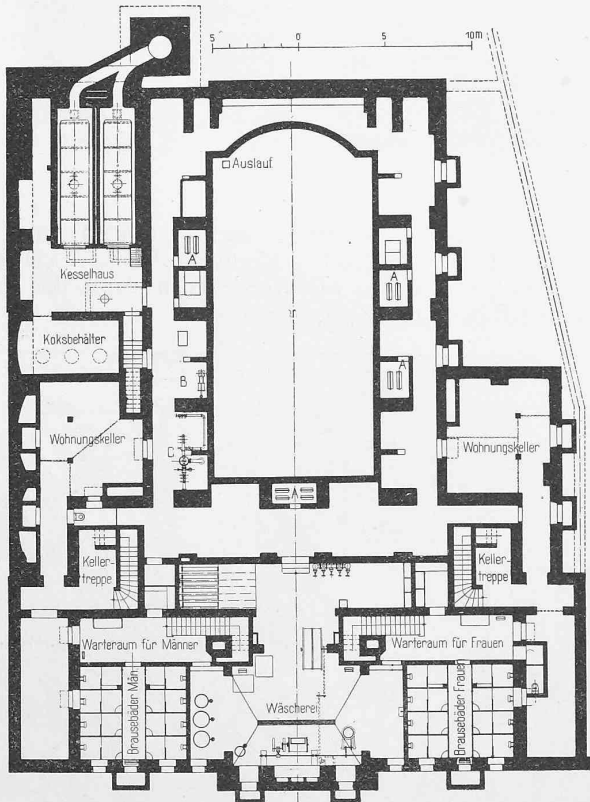 5 0 5 10m
Auslauf.
A
A
Kesselhaus
Koksbehälter
A
B
Wohnungskeller
Wohnungskeller
C
A
Keller-
treppe
Keller-
treppe
Warteraum für Männer
Warteraum für Frauen
Brausebäder Män.
Wäscherei
Brausebäder Frauen